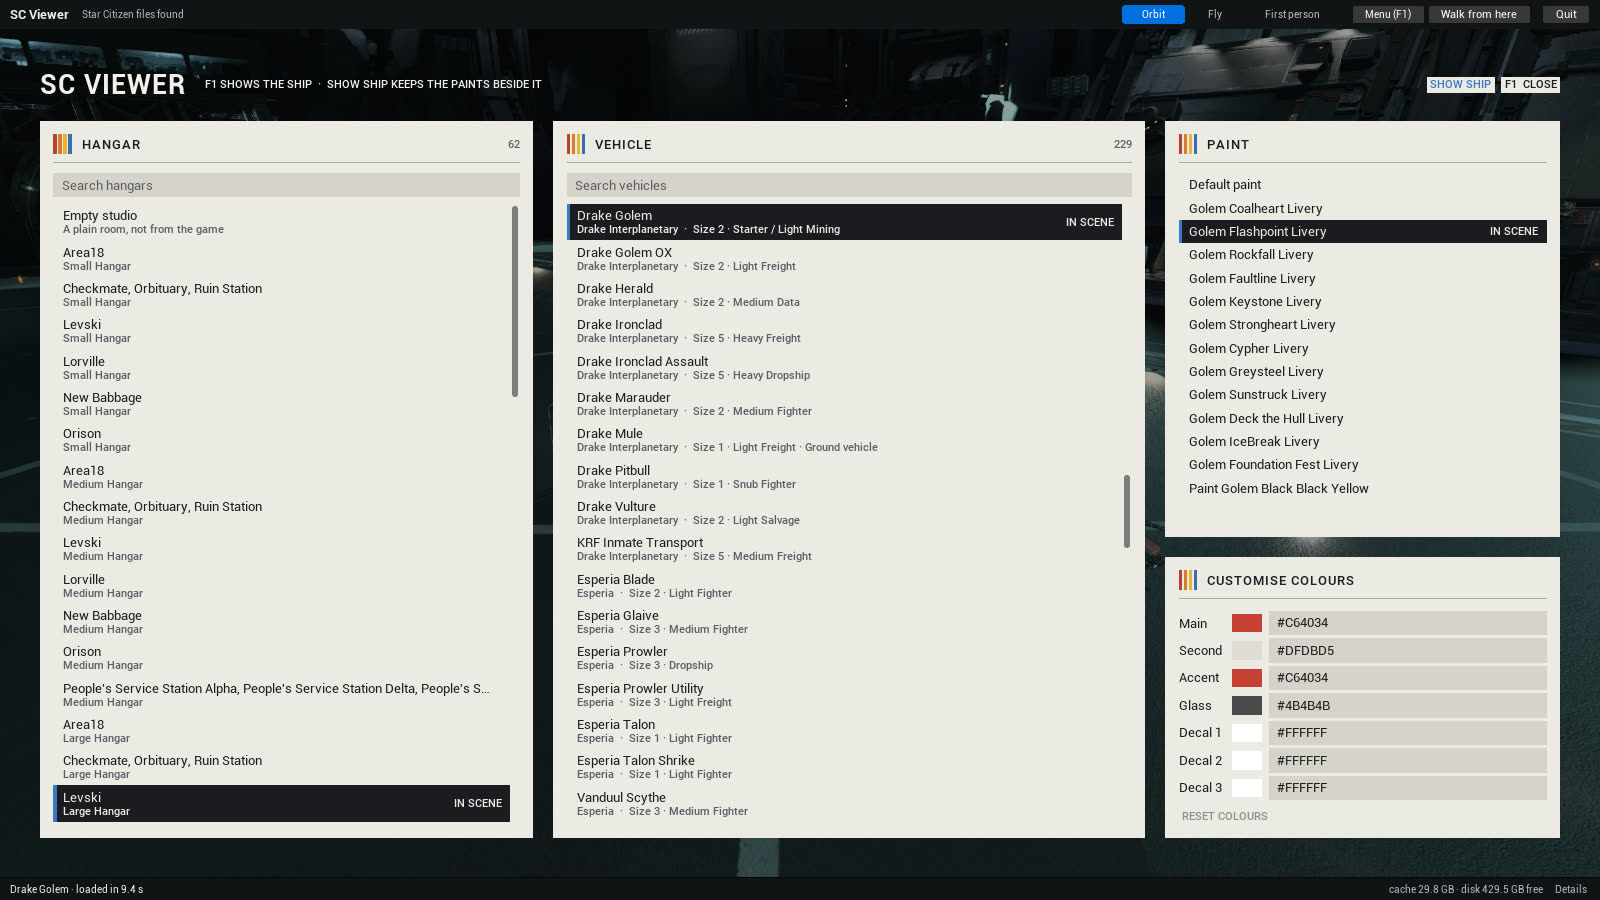 SC Viewer Star Citizen files found Orbit Fly First person Menu (F1) Walk from here Quit
SC VIEWER F1 SHOWS THE SHIP · SHOW SHIP KEEPS THE PAINTS BESIDE IT SHOW SHIP F1 CLOSE
HANGAR 62
Search hangars
Empty studio
A plain room, not from the game
Area18
Small Hangar
Checkmate, Orbituary, Ruin Station
Small Hangar
Levski
Small Hangar
Lorville
Small Hangar
New Babbage
Small Hangar
Orison
Small Hangar
Area18
Medium Hangar
Checkmate, Orbituary, Ruin Station
Medium Hangar
Levski
Medium Hangar
Lorville
Medium Hangar
New Babbage
Medium Hangar
Orison
Medium Hangar
People's Service Station Alpha, People's Service Station Delta, People's S...
Medium Hangar
Area18
Large Hangar
Checkmate, Orbituary, Ruin Station
Large Hangar
Levski
Large Hangar
IN SCENE
VEHICLE 229
Search vehicles
Drake Golem
Drake Interplanetary · Size 2 · Starter / Light Mining
IN SCENE
Drake Golem OX
Drake Interplanetary · Size 2 · Light Freight
Drake Herald
Drake Interplanetary · Size 2 · Medium Data
Drake Ironclad
Drake Interplanetary · Size 5 · Heavy Freight
Drake Ironclad Assault
Drake Interplanetary · Size 5 · Heavy Dropship
Drake Marauder
Drake Interplanetary · Size 2 · Medium Fighter
Drake Mule
Drake Interplanetary · Size 1 · Light Freight · Ground vehicle
Drake Pitbull
Drake Interplanetary · Size 1 · Snub Fighter
Drake Vulture
Drake Interplanetary · Size 2 · Light Salvage
KRF Inmate Transport
Drake Interplanetary · Size 5 · Medium Freight
Esperia Blade
Esperia · Size 2 · Light Fighter
Esperia Glaive
Esperia · Size 3 · Medium Fighter
Esperia Prowler
Esperia · Size 3 · Dropship
Esperia Prowler Utility
Esperia · Size 3 · Light Freight
Esperia Talon
Esperia · Size 1 · Light Fighter
Esperia Talon Shrike
Esperia · Size 1 · Light Fighter
Vanduul Scythe
Esperia · Size 3 · Medium Fighter
PAINT
Default paint
Golem Coalheart Livery
Golem Flashpoint Livery IN SCENE
Golem Rockfall Livery
Golem Faultline Livery
Golem Keystone Livery
Golem Strongheart Livery
Golem Cypher Livery
Golem Greysteel Livery
Golem Sunstruck Livery
Golem Deck the Hull Livery
Golem IceBreak Livery
Golem Foundation Fest Livery
Paint Golem Black Black Yellow
CUSTOMISE COLOURS
Main #C64034
Second #DFDBD5
Accent #C64034
Glass #4B4B4B
Decal 1 #FFFFFF
Decal 2 #FFFFFF
Decal 3 #FFFFFF
RESET COLOURS
Drake Golem · loaded in 9.4 s cache 29.8 GB · disk 429.5 GB free Details